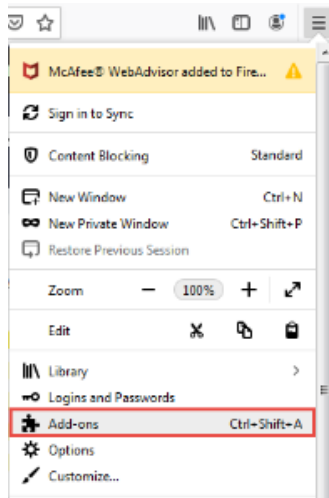 McAfee® WebAdvisor added to Fire...
Sign in to Sync
Content Blocking Standard
New Window Ctrl+N
New Private Window Ctrl+Shift+P
Restore Previous Session
Zoom 100%
Edit
Library
Logins and Passwords
Add-ons Ctrl+Shift+A
Options
Customize...